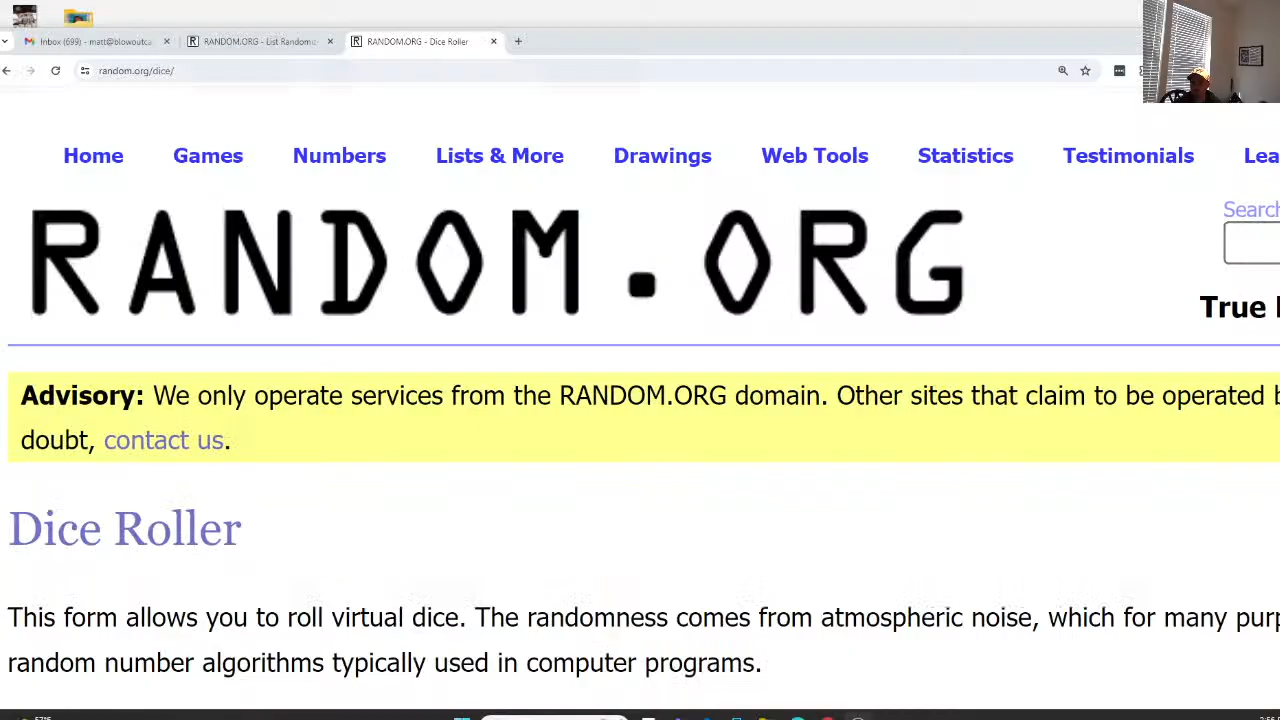 Inbox (699) - matt@blowoutca
RANDOM.ORG - List Random
RANDOM.ORG - Dice Roller
random.org/dice/
Home Games Numbers Lists & More Drawings Web Tools Statistics Testimonials Lea
RANDOM.ORG
Search
True
Advisory: We only operate services from the RANDOM.ORG domain. Other sites that claim to be operated
doubt, contact us.
Dice Roller
This form allows you to roll virtual dice. The randomness comes from atmospheric noise, which for many purp
random number algorithms typically used in computer programs.
57°F